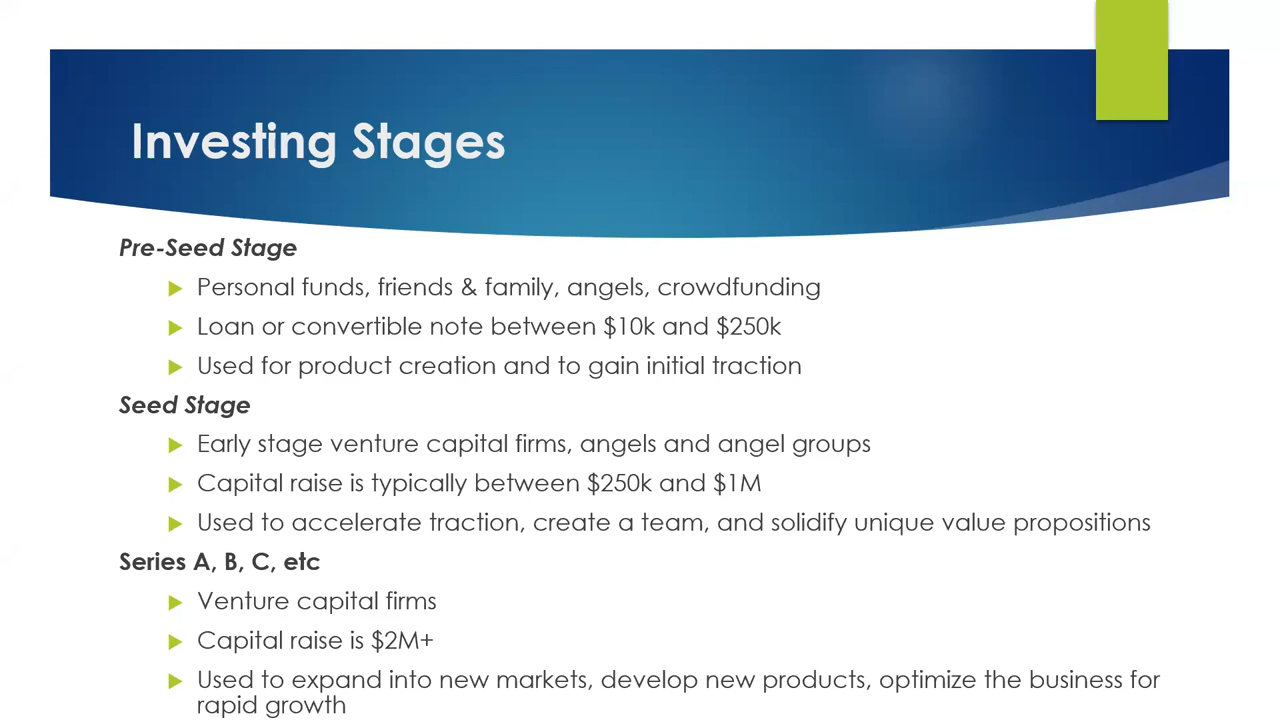 Investing Stages
Pre-Seed Stage
Personal funds, friends & family, angels, crowdfunding
Loan or convertible note between $10k and $250k
Used for product creation and to gain initial traction
Seed Stage
Early stage venture capital firms, angels and angel groups
Capital raise is typically between $250k and $1M
Used to accelerate traction, create a team, and solidify unique value propositions
Series A, B, C, etc
Venture capital firms
Capital raise is $2M+
Used to expand into new markets, develop new products, optimize the business for
rapid growth